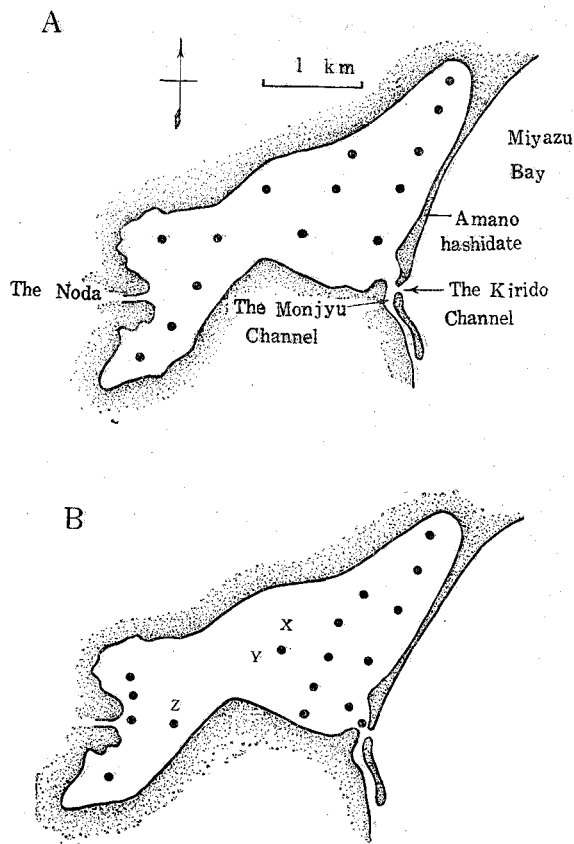 A
1 km
Miyazu
Bay
Amano
hashidate
The Noda
The Kirido
Channel
The Monjyu
Channel
B
X
Y
Z